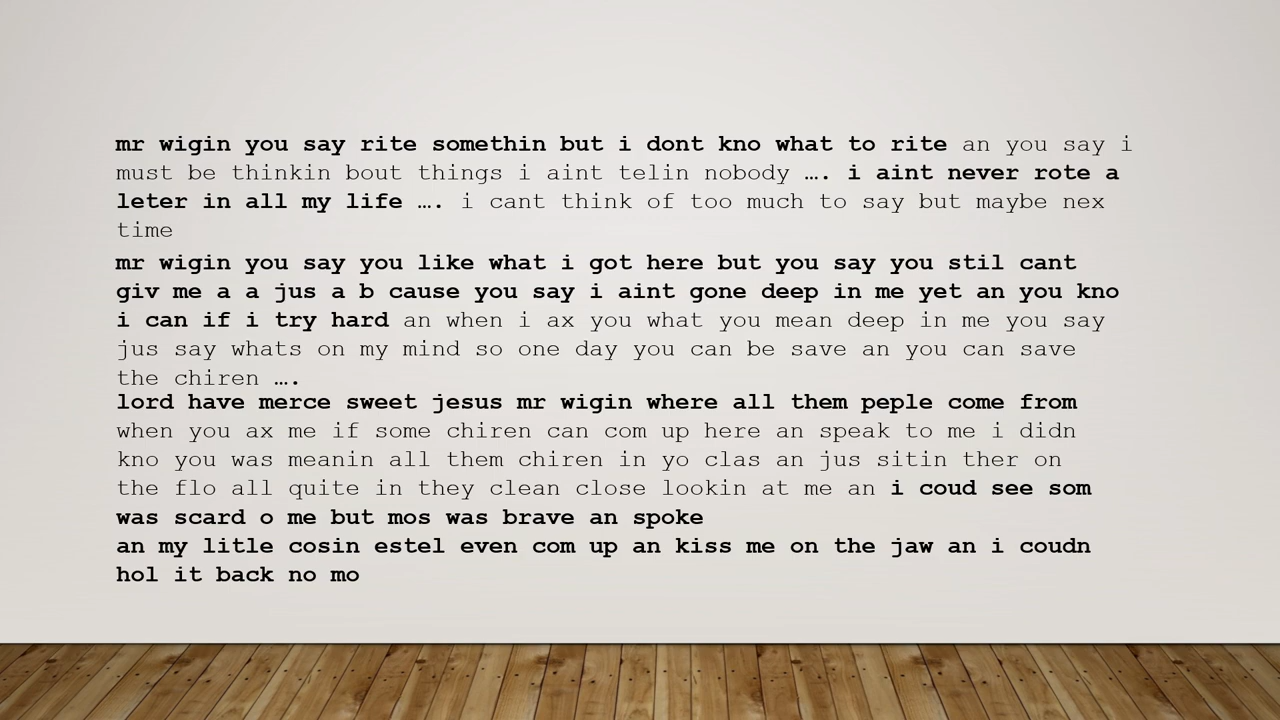 mr wigin you say rite somethin but i dont kno what to rite an you say i
must be thinkin bout things i aint telin nobody …. i aint never rote a
leter in all my life …. i cant think of too much to say but maybe nex
time
mr wigin you say you like what i got here but you say you stil cant
giv me a a jus a b cause you say i aint gone deep in me yet an you kno
i can if i try hard an when i ax you what you mean deep in me you say
jus say whats on my mind so one day you can be save an you can save
the chiren ….
lord have merce sweet jesus mr wigin where all them peple come from
when you ax me if some chiren can com up here an speak to me i didn
kno you was meanin all them chiren in yo clas an jus sitin ther on
the flo all quite in they clean close lookin at me an i coud see som
was scard o me but mos was brave an spoke
an my litle cosin estel even com up an kiss me on the jaw an i coudn
hol it back no mo